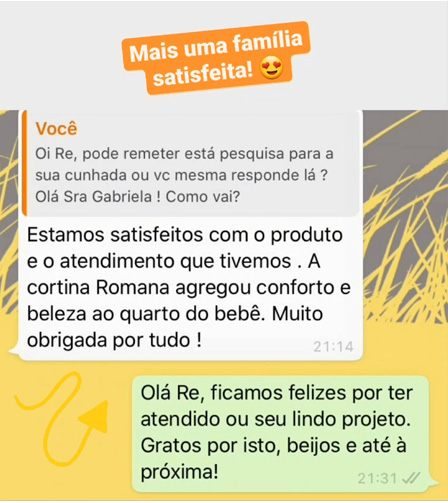 Mais uma família
satisfeita! 😍
Você
Oi Re, pode remeter está pesquisa para a
sua cunhada ou vc mesma responde lá ?
Olá Sra Gabriela ! Como vai?
Estamos satisfeitos com o produto
e o atendimento que tivemos . A
cortina Romana agregou conforto e
beleza ao quarto do bebê. Muito
obrigada por tudo !
21:14
Olá Re, ficamos felizes por ter
atendido ou seu lindo projeto.
Gratos por isto, beijos e até à
próxima!
21:31